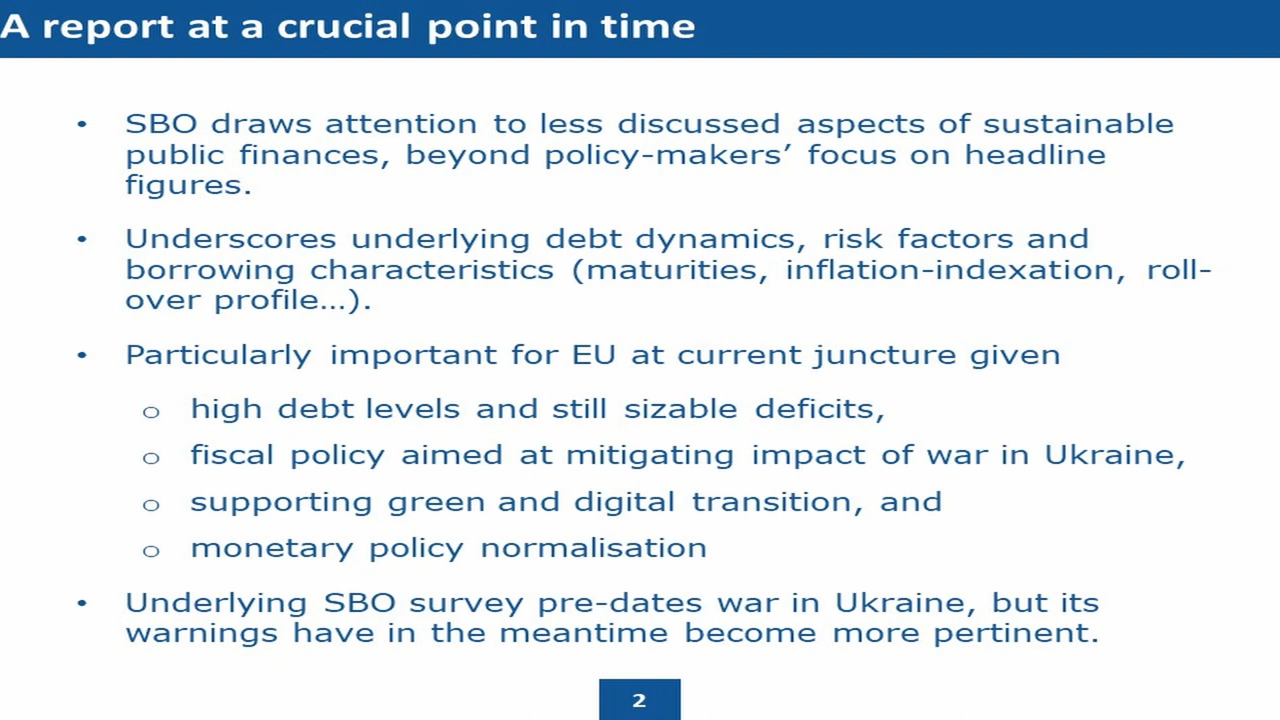 A report at a crucial point in time
• SBO draws attention to less discussed aspects of sustainable
public finances, beyond policy-makers’ focus on headline
figures.
• Underscores underlying debt dynamics, risk factors and
borrowing characteristics (maturities, inflation-indexation, roll-
over profile…).
• Particularly important for EU at current juncture given
o high debt levels and still sizable deficits,
o fiscal policy aimed at mitigating impact of war in Ukraine,
o supporting green and digital transition, and
o monetary policy normalisation
• Underlying SBO survey pre-dates war in Ukraine, but its
warnings have in the meantime become more pertinent.
2